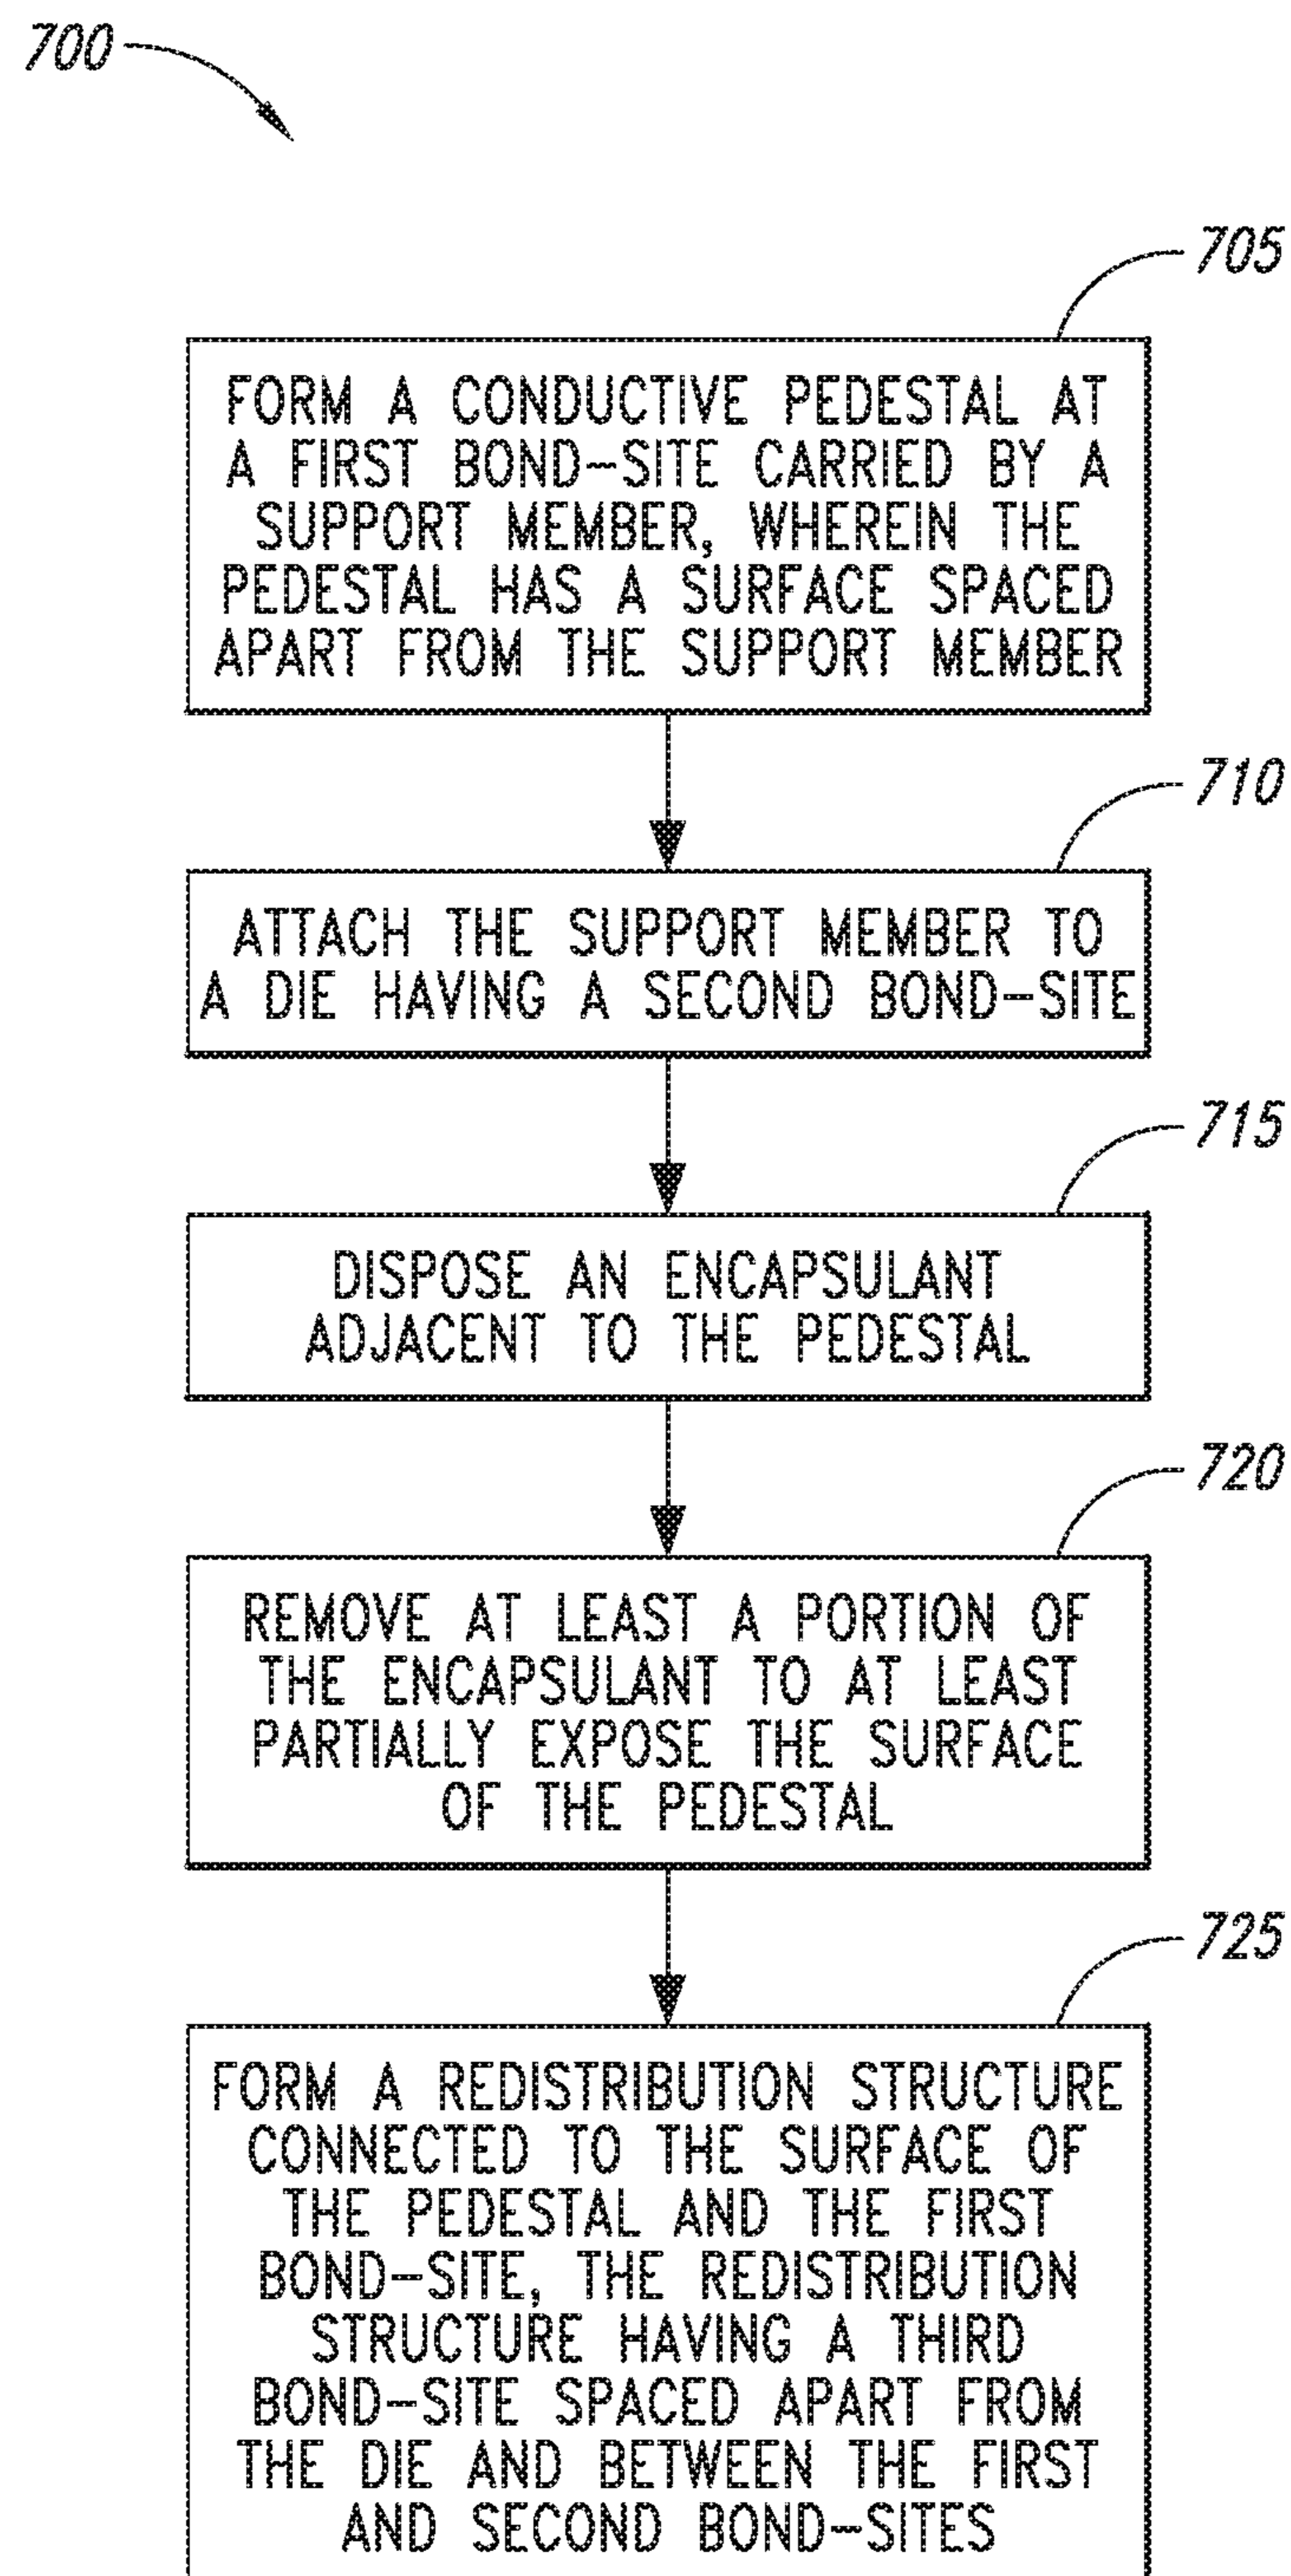 700
705
FORM A CONDUCTIVE PEDESTAL AT
A FIRST BOND-SITE CARRIED BY A
SUPPORT MEMBER, WHEREIN THE
PEDESTAL HAS A SURFACE SPACED
APART FROM THE SUPPORT MEMBER
710
ATTACH THE SUPPORT MEMBER TO
A DIE HAVING A SECOND BOND-SITE
715
DISPOSE AN ENCAPSULANT
ADJACENT TO THE PEDESTAL
720
REMOVE AT LEAST A PORTION OF
THE ENCAPSULANT TO AT LEAST
PARTIALLY EXPOSE THE SURFACE
OF THE PEDESTAL
725
FORM A REDISTRIBUTION STRUCTURE
CONNECTED TO THE SURFACE OF
THE PEDESTAL AND THE FIRST
BOND-SITE, THE REDISTRIBUTION
STRUCTURE HAVING A THIRD
BOND-SITE SPACED APART FROM
THE DIE AND BETWEEN THE FIRST
AND SECOND BOND-SITES